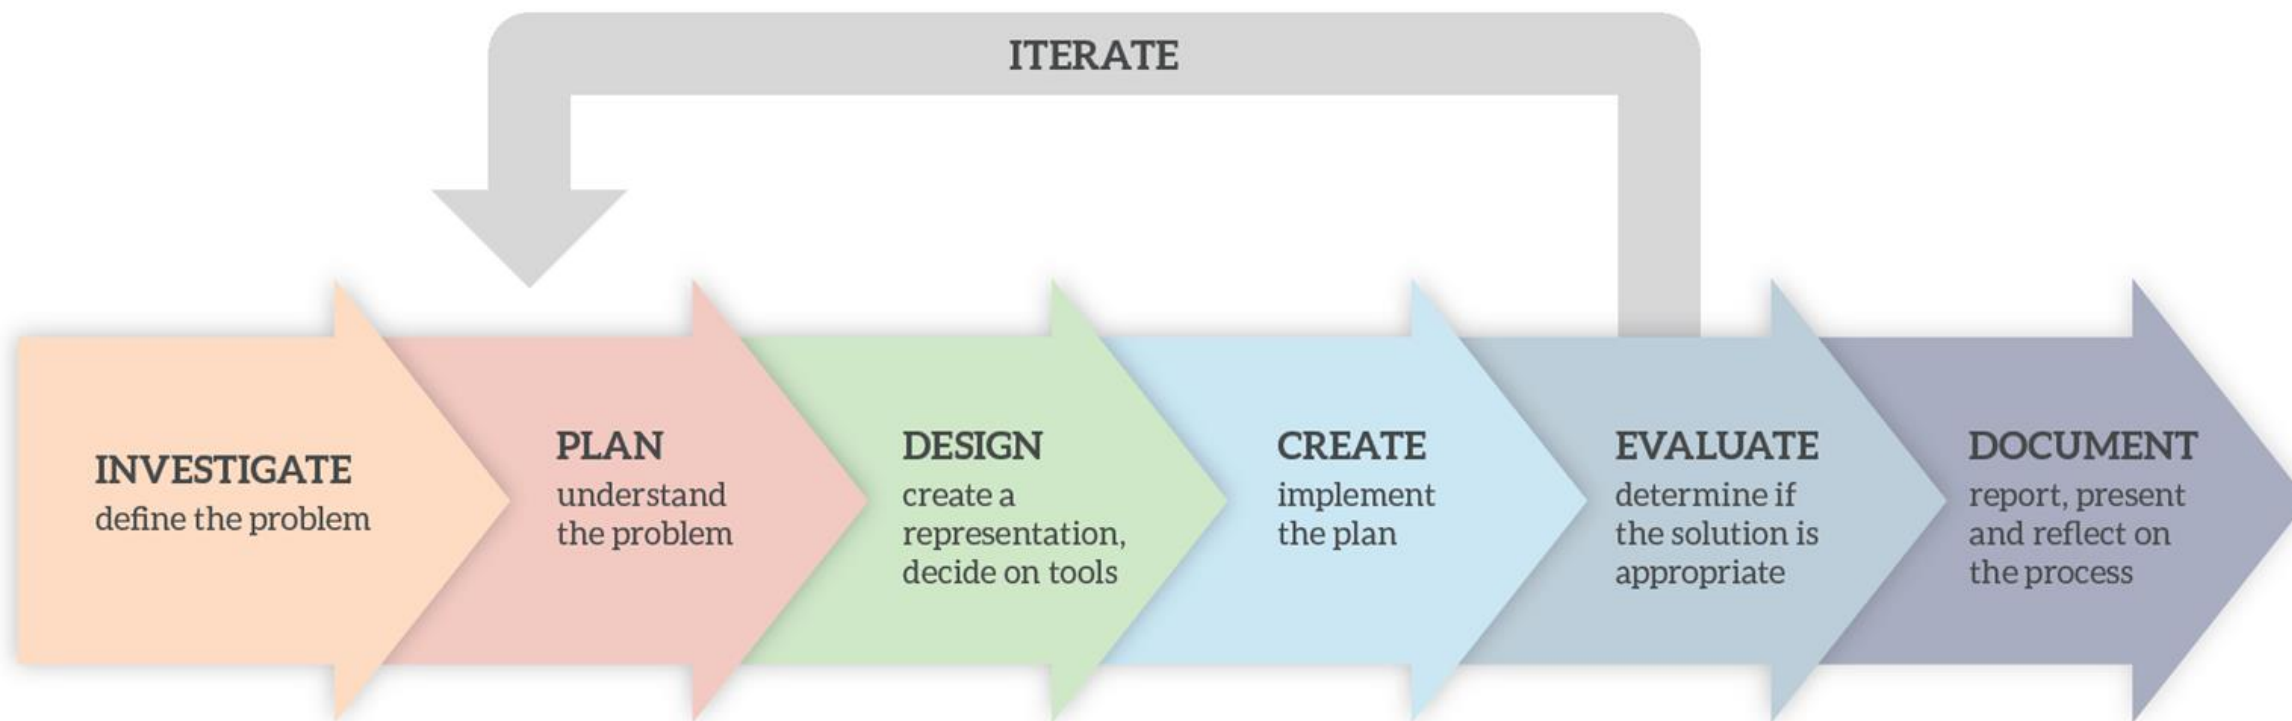 ITERATE
INVESTIGATE
define the problem
PLAN
understand
the problem
DESIGN
create a
representation,
decide on tools
CREATE
implement
the plan
EVALUATE
determine if
the solution is
appropriate
DOCUMENT
report, present
and reflect on
the process